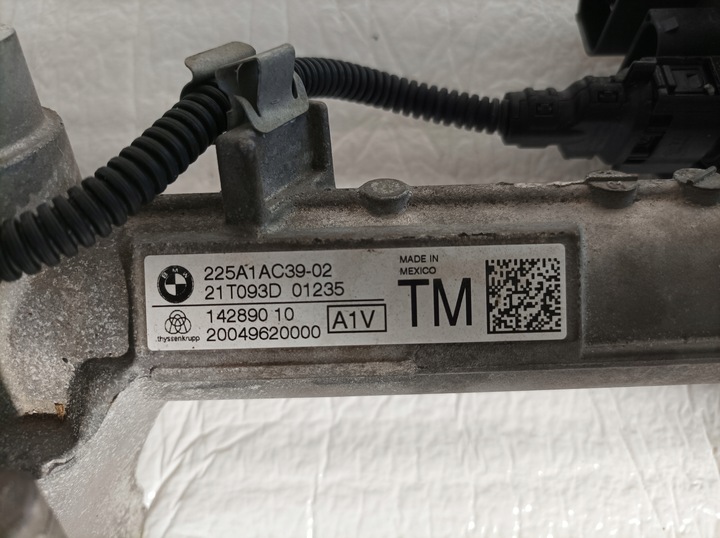 BMW
225A1AC39-02
21T093D 01235
thyssenkrupp
142890 10
20049620000
A1V
MADE IN
MEXICO
TM